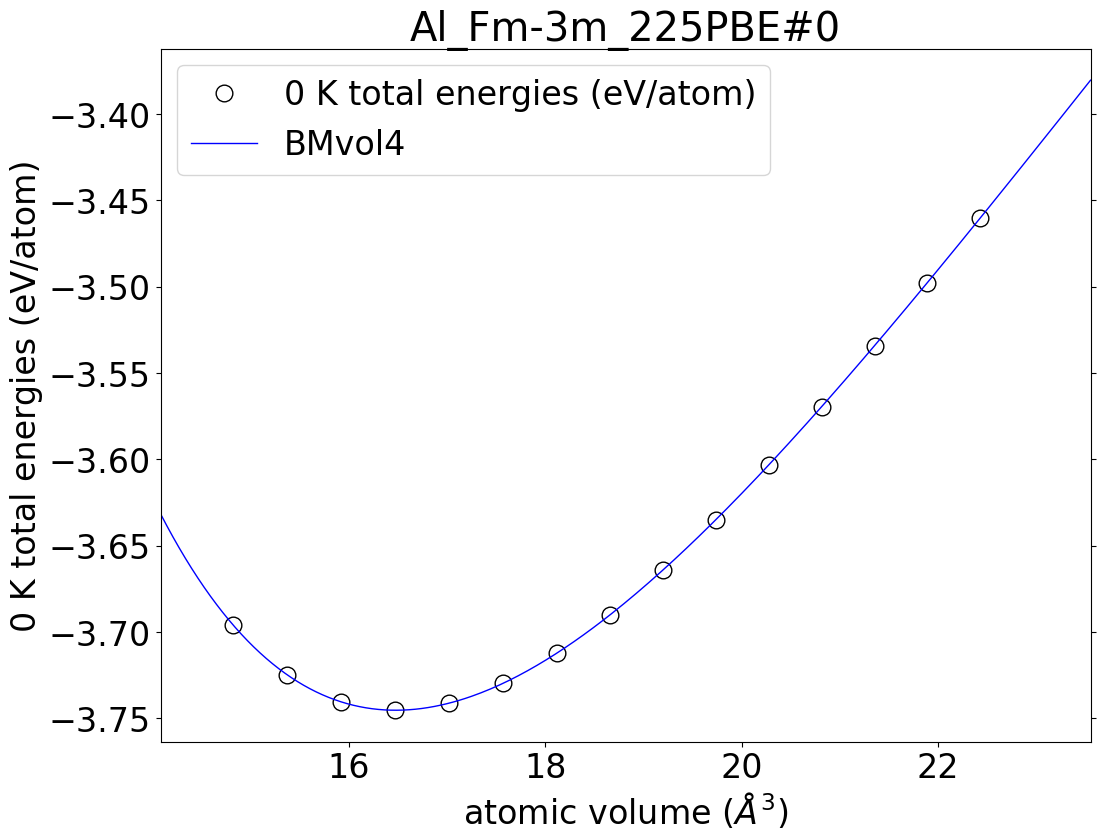 Al_Fm-3m_225PBE#0
0 K total energies (eV/atom)
BMvol4
−3.40
−3.45
−3.50
−3.55
−3.60
−3.65
−3.70
−3.75
0 K total energies (eV/atom)
16 18 20 22
atomic volume (Å³)